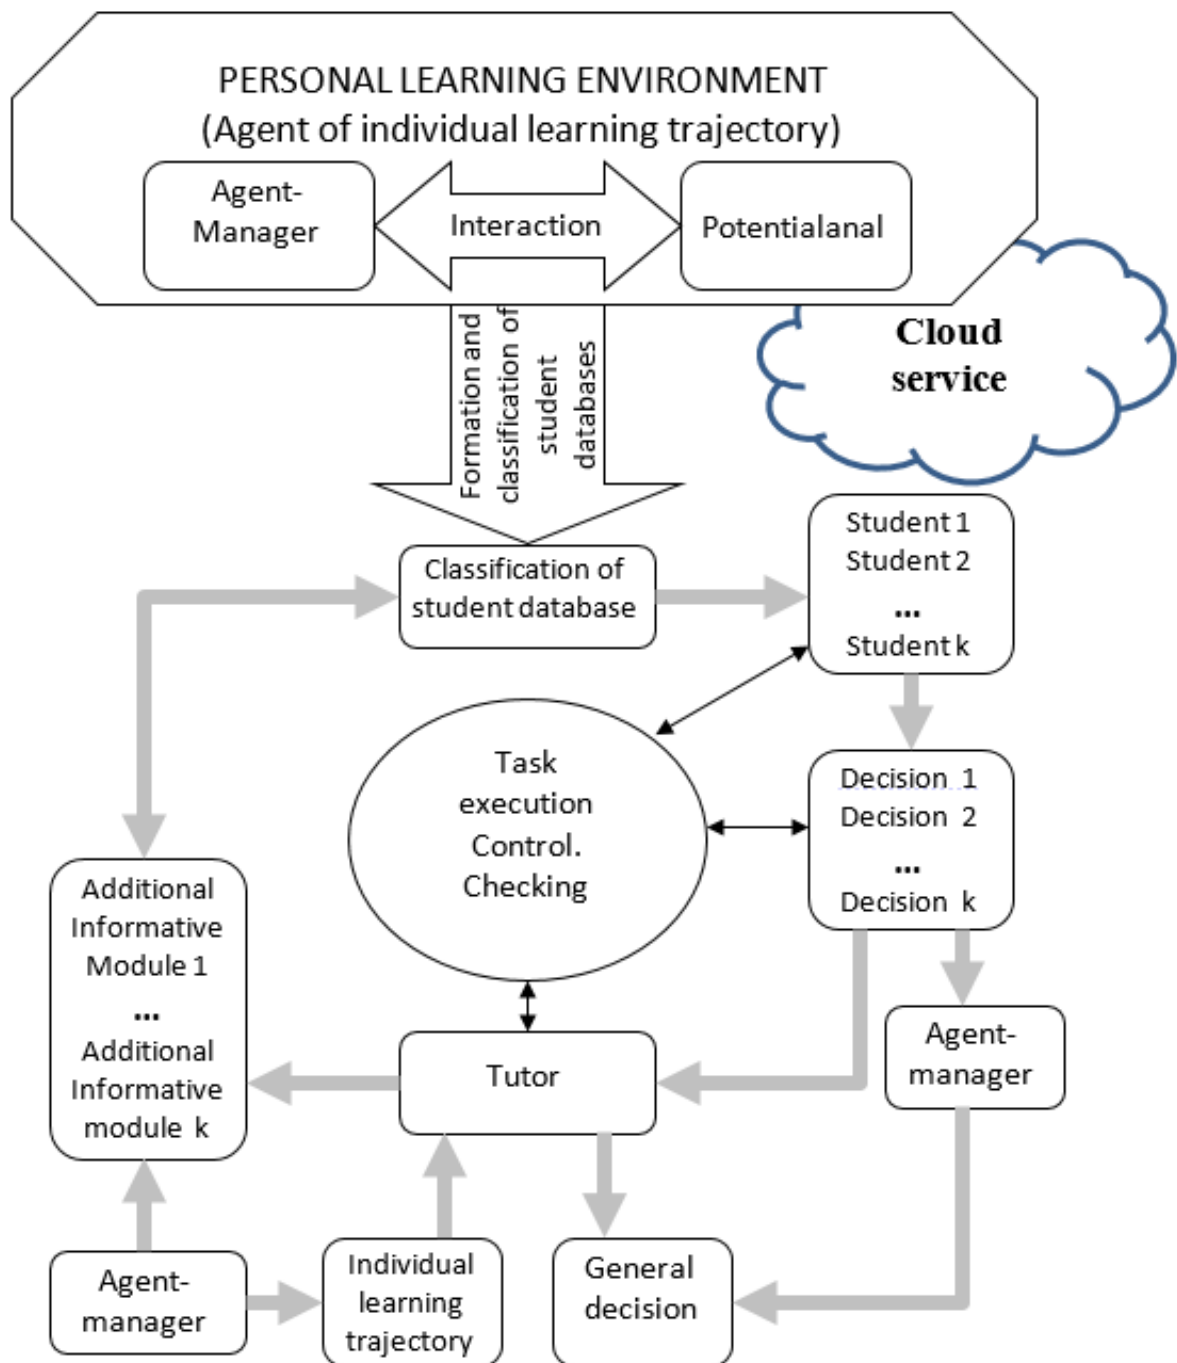 PERSONAL LEARNING ENVIRONMENT
(Agent of individual learning trajectory)
Agent-
Manager
Interaction
Potentialanal
Formation and
classification of
student
databases
Cloud
service
Classification of
student database
Student 1
Student 2
...
Student k
Task
execution
Control.
Checking
Decision 1
Decision 2
...
Decision k
Additional
Informative
Module 1
...
Additional
Informative
module k
Tutor
Agent-
manager
Agent-
manager
Individual
learning
trajectory
General
decision